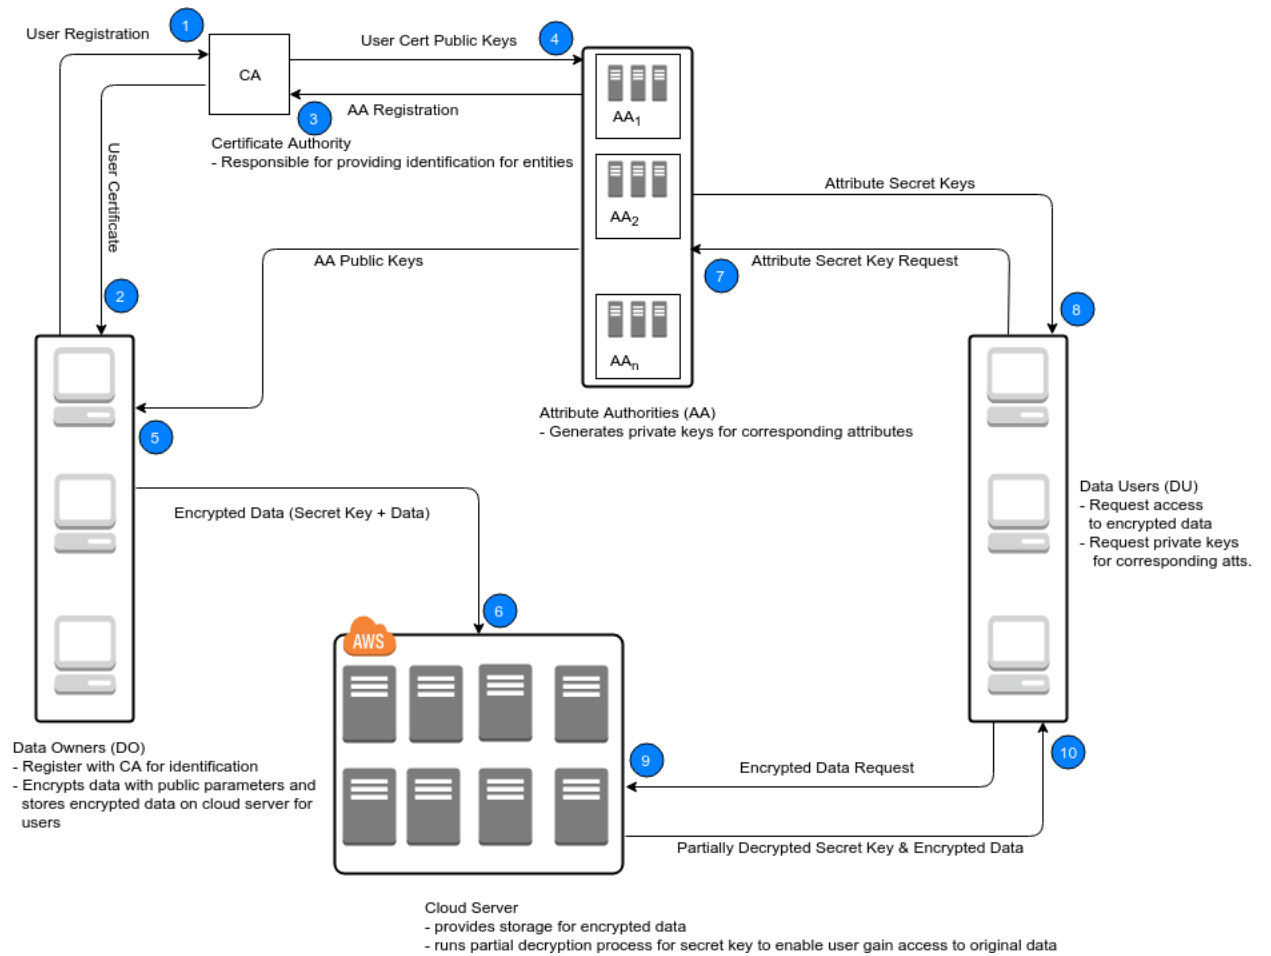 User Registration
1
CA
User Cert Public Keys
4
AA Registration
3
Certificate Authority
- Responsible for providing identification for entities
AA1
AA2
AAn
User Certificate
2
AA Public Keys
Attribute Secret Keys
Attribute Secret Key Request
7
8
5
Attribute Authorities (AA)
- Generates private keys for corresponding attributes
Data Users (DU)
- Request access
to encrypted data
- Request private keys
for corresponding atts.
Encrypted Data (Secret Key + Data)
6
AWS
Data Owners (DO)
- Register with CA for identification
- Encrypts data with public parameters and
stores encrypted data on cloud server for
users
9
Encrypted Data Request
10
Partially Decrypted Secret Key & Encrypted Data
Cloud Server
- provides storage for encrypted data
- runs partial decryption process for secret key to enable user gain access to original data